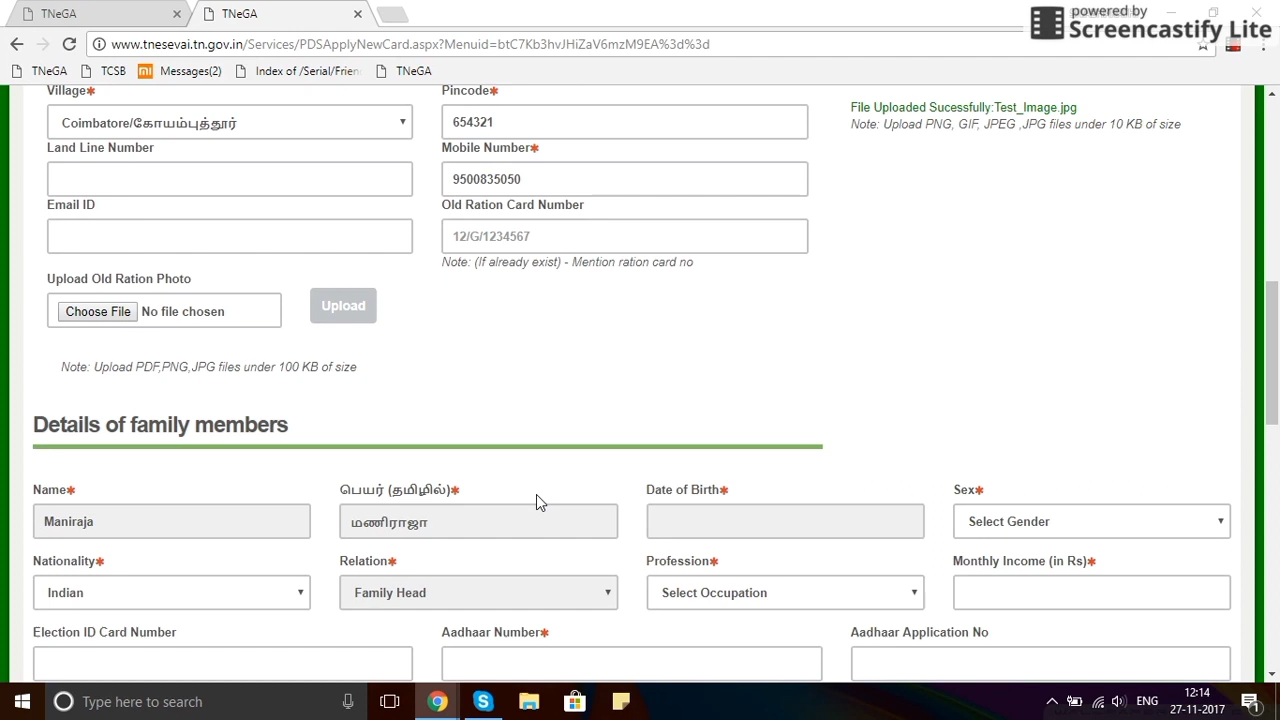 TNeGA
TNeGA
powered by
Screencastify Lite
www.tnesevai.tn.gov.in/Services/PDSApplyNewCard.aspx?Menuid=btC7Rb3hvJHiZaV6mzM9EA%3d%3d
TNeGA TCSB Messages(2) Index of /Serial/Frien TNeGA
Village* Pincode*
File Uploaded Sucessfully:Test_Image.jpg
Coimbatore/கோயம்புத்தூர் 654321
Note: Upload PNG, GIF, JPEG ,JPG files under 10 KB of size
Land Line Number Mobile Number*
9500835050
Email ID Old Ration Card Number
12/G/1234567
Note: (If already exist) - Mention ration card no
Upload Old Ration Photo
Choose File No file chosen Upload
Note: Upload PDF,PNG,JPG files under 100 KB of size
Details of family members
Name* பெயர் (தமிழில்)* Date of Birth* Sex*
Maniraja மணிராஜா Select Gender
Nationality* Relation* Profession* Monthly Income (in Rs)*
Indian Family Head Select Occupation
Election ID Card Number Aadhaar Number* Aadhaar Application No
Type here to search
ENG
12:14
27-11-2017
1